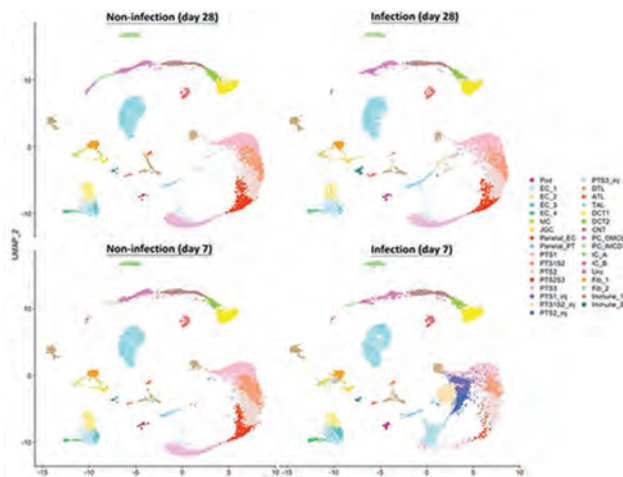 Non-infection (day 28)
Infection (day 28)
10
0
-10
Non-infection (day 7)
Infection (day 7)
10
0
-10
UMAP_2
-15
-10
-5
0
5
10
-15
-10
-5
0
5
10
Pod
EC_1
EC_2
EC_3
EC_4
MC
JGC
Parietal_EC
Parietal_PT
PTS1
PTS1S2
PTS2
PTS2S3
PTS3
PTS1_inj
PTS1S2_inj
PTS2_inj
PTS3_inj
DTL
ATL
TAL
DCT1
DCT2
CNT
PC_OMCD
PC_IMCD
IC_A
IC_B
Uro
Fib_1
Fib_2
Immune_1
Immune_2